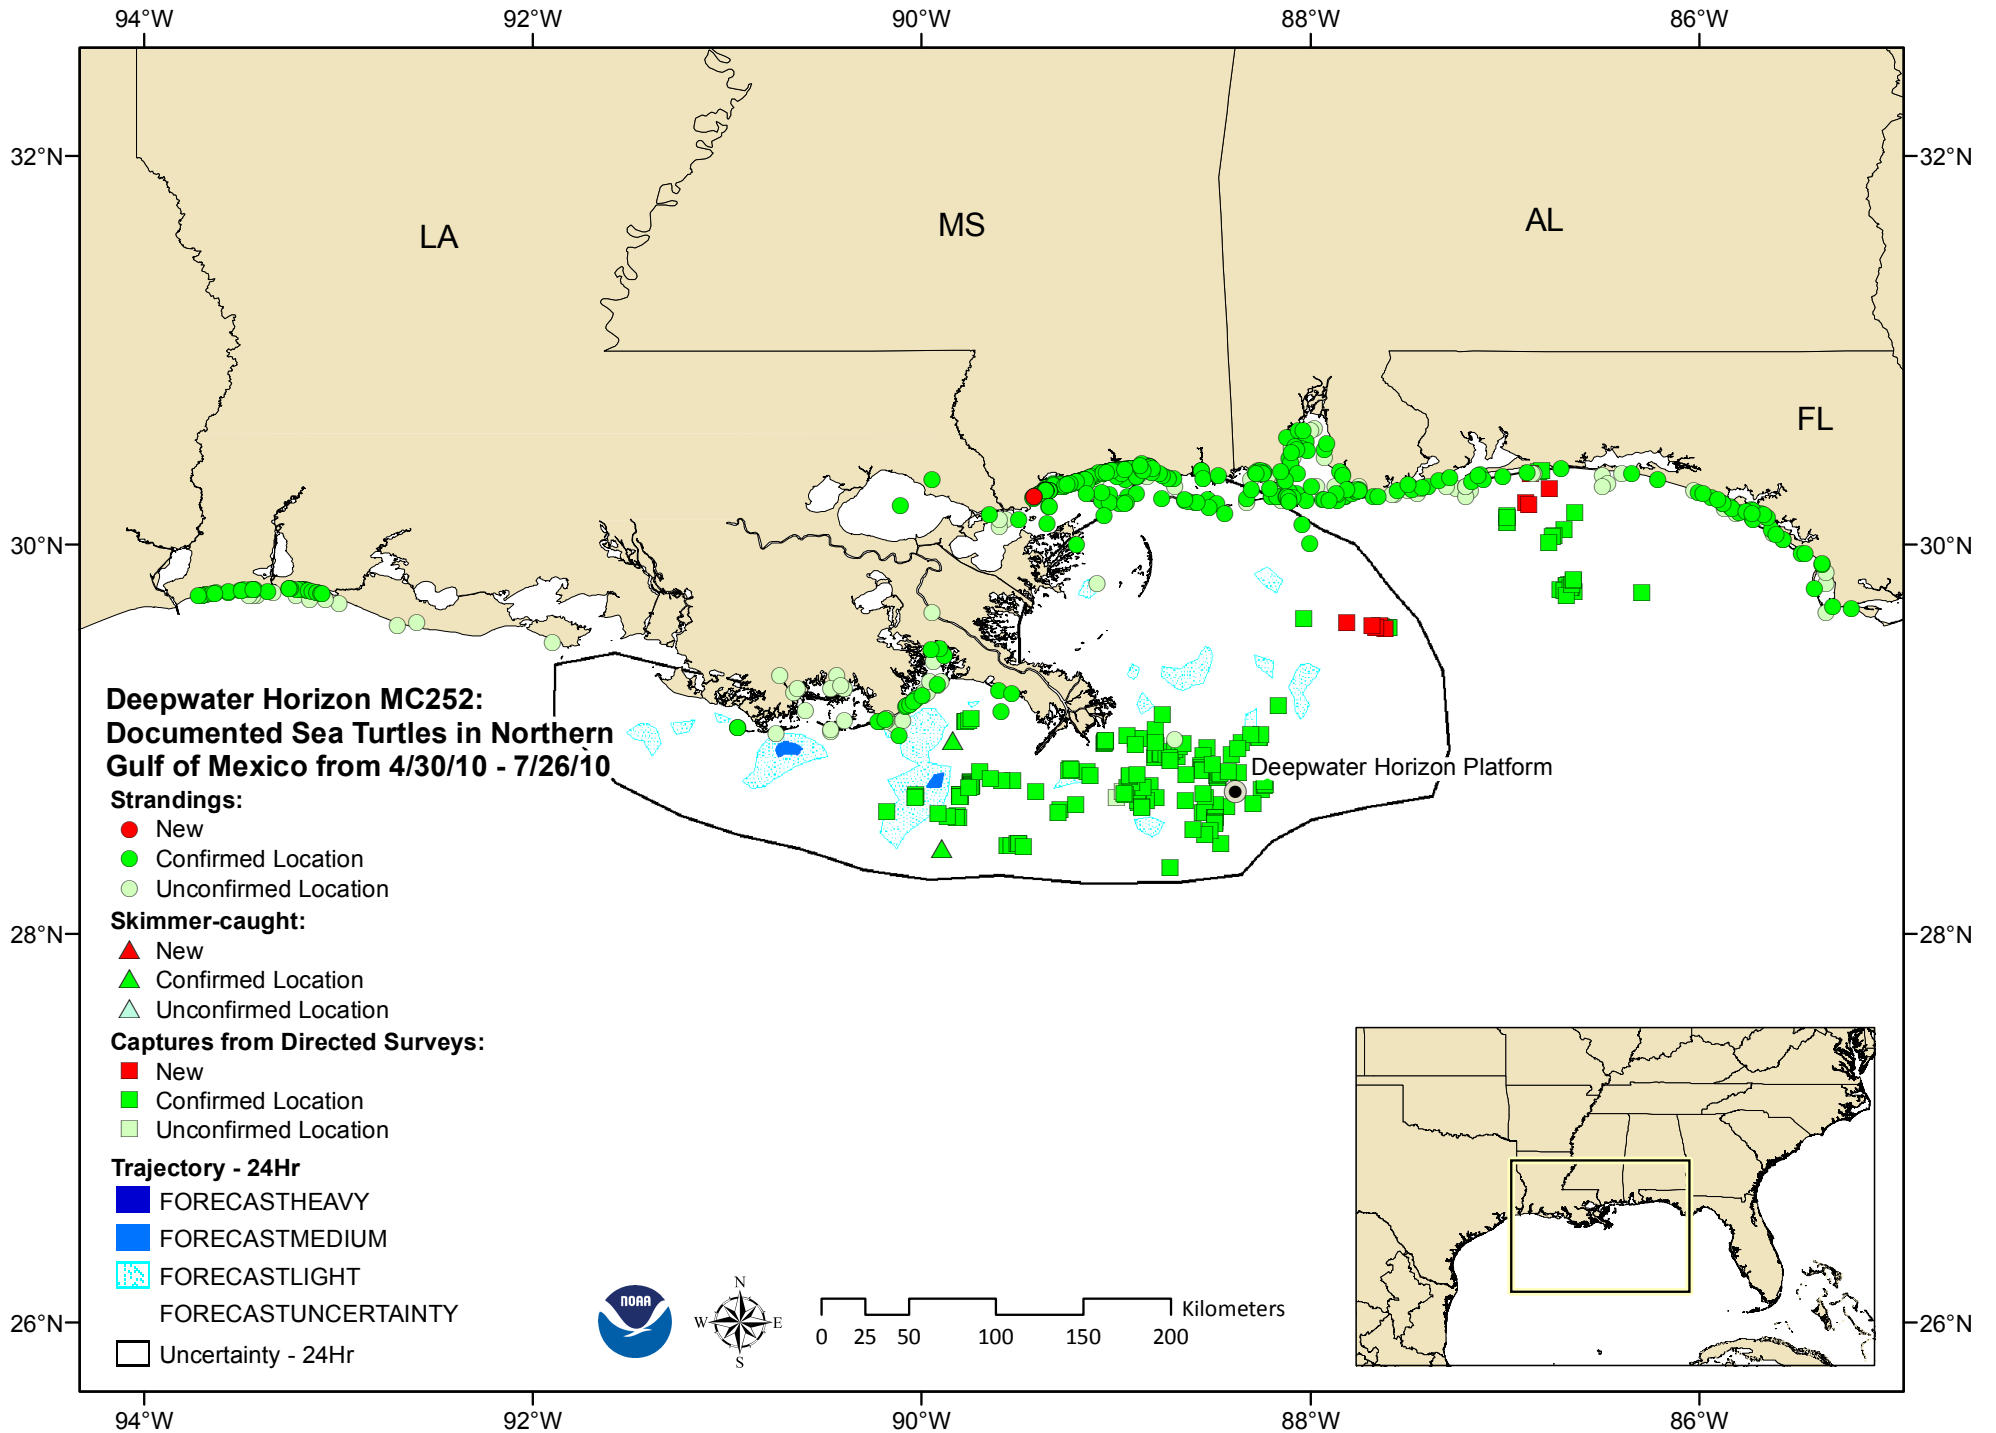 94°W 92°W 90°W 88°W 86°W
32°N 32°N
LA MS AL
FL
30°N 30°N
Deepwater Horizon MC252:
Documented Sea Turtles in Northern
Gulf of Mexico from 4/30/10 - 7/26/10
Deepwater Horizon Platform
Strandings:
New
Confirmed Location
Unconfirmed Location
Skimmer-caught:
New
Confirmed Location
Unconfirmed Location
28°N 28°N
Captures from Directed Surveys:
New
Confirmed Location
Unconfirmed Location
Trajectory - 24Hr
FORECASTHEAVY
FORECASTMEDIUM
FORECASTLIGHT
FORECASTUNCERTAINTY
Uncertainty - 24Hr
NOAA
N
W E
S
Kilometers
0 25 50 100 150 200
26°N 26°N
94°W 92°W 90°W 88°W 86°W